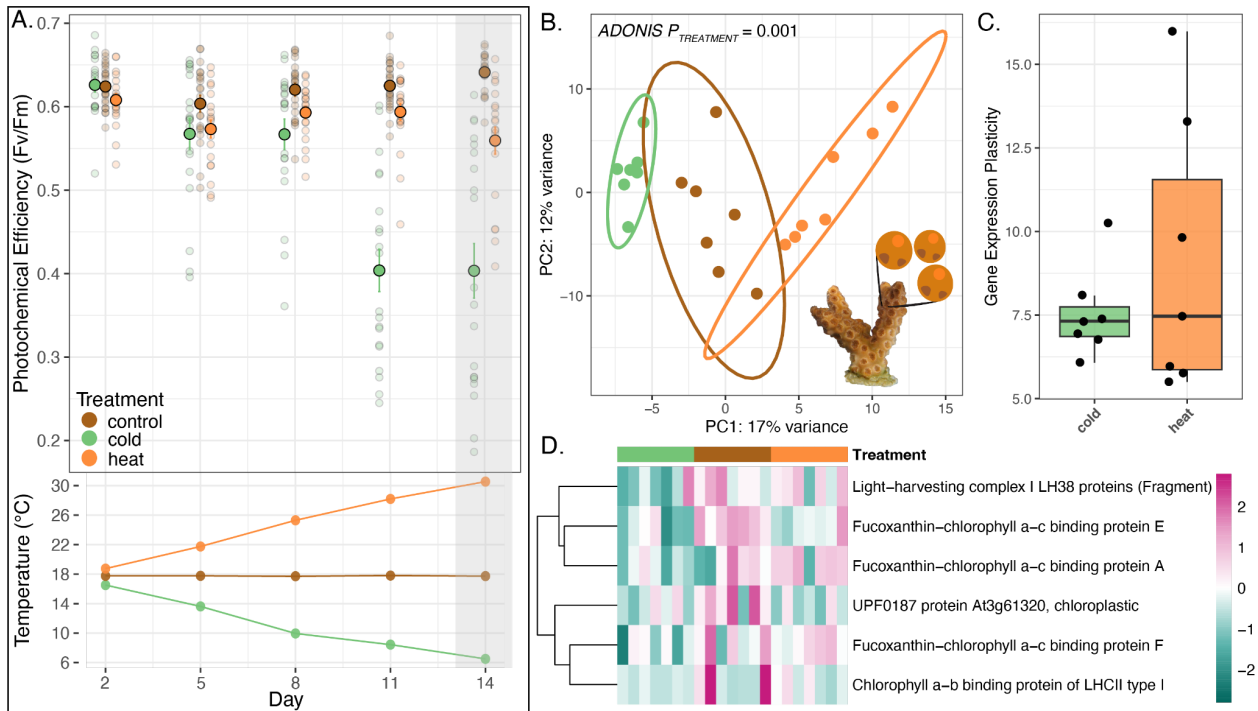 A.
Photochemical Efficiency (Fv/Fm)
0.7
0.6
0.5
0.4
0.3
0.2
Treatment
control
cold
heat
Temperature (°C)
30
26
22
18
14
10
6
2 5 8 11 14
Day
B.
ADONIS P TREATMENT = 0.001
PC2: 12% variance
10
0
−10
−5 0 5 10 15
PC1: 17% variance
C.
Gene Expression Plasticity
15.0
12.5
10.0
7.5
5.0
cold heat
D.
Treatment
Light−harvesting complex I LH38 proteins (Fragment)
Fucoxanthin−chlorophyll a−c binding protein E
Fucoxanthin−chlorophyll a−c binding protein A
UPF0187 protein At3g61320, chloroplastic
Fucoxanthin−chlorophyll a−c binding protein F
Chlorophyll a−b binding protein of LHCII type I
2
1
0
−1
−2